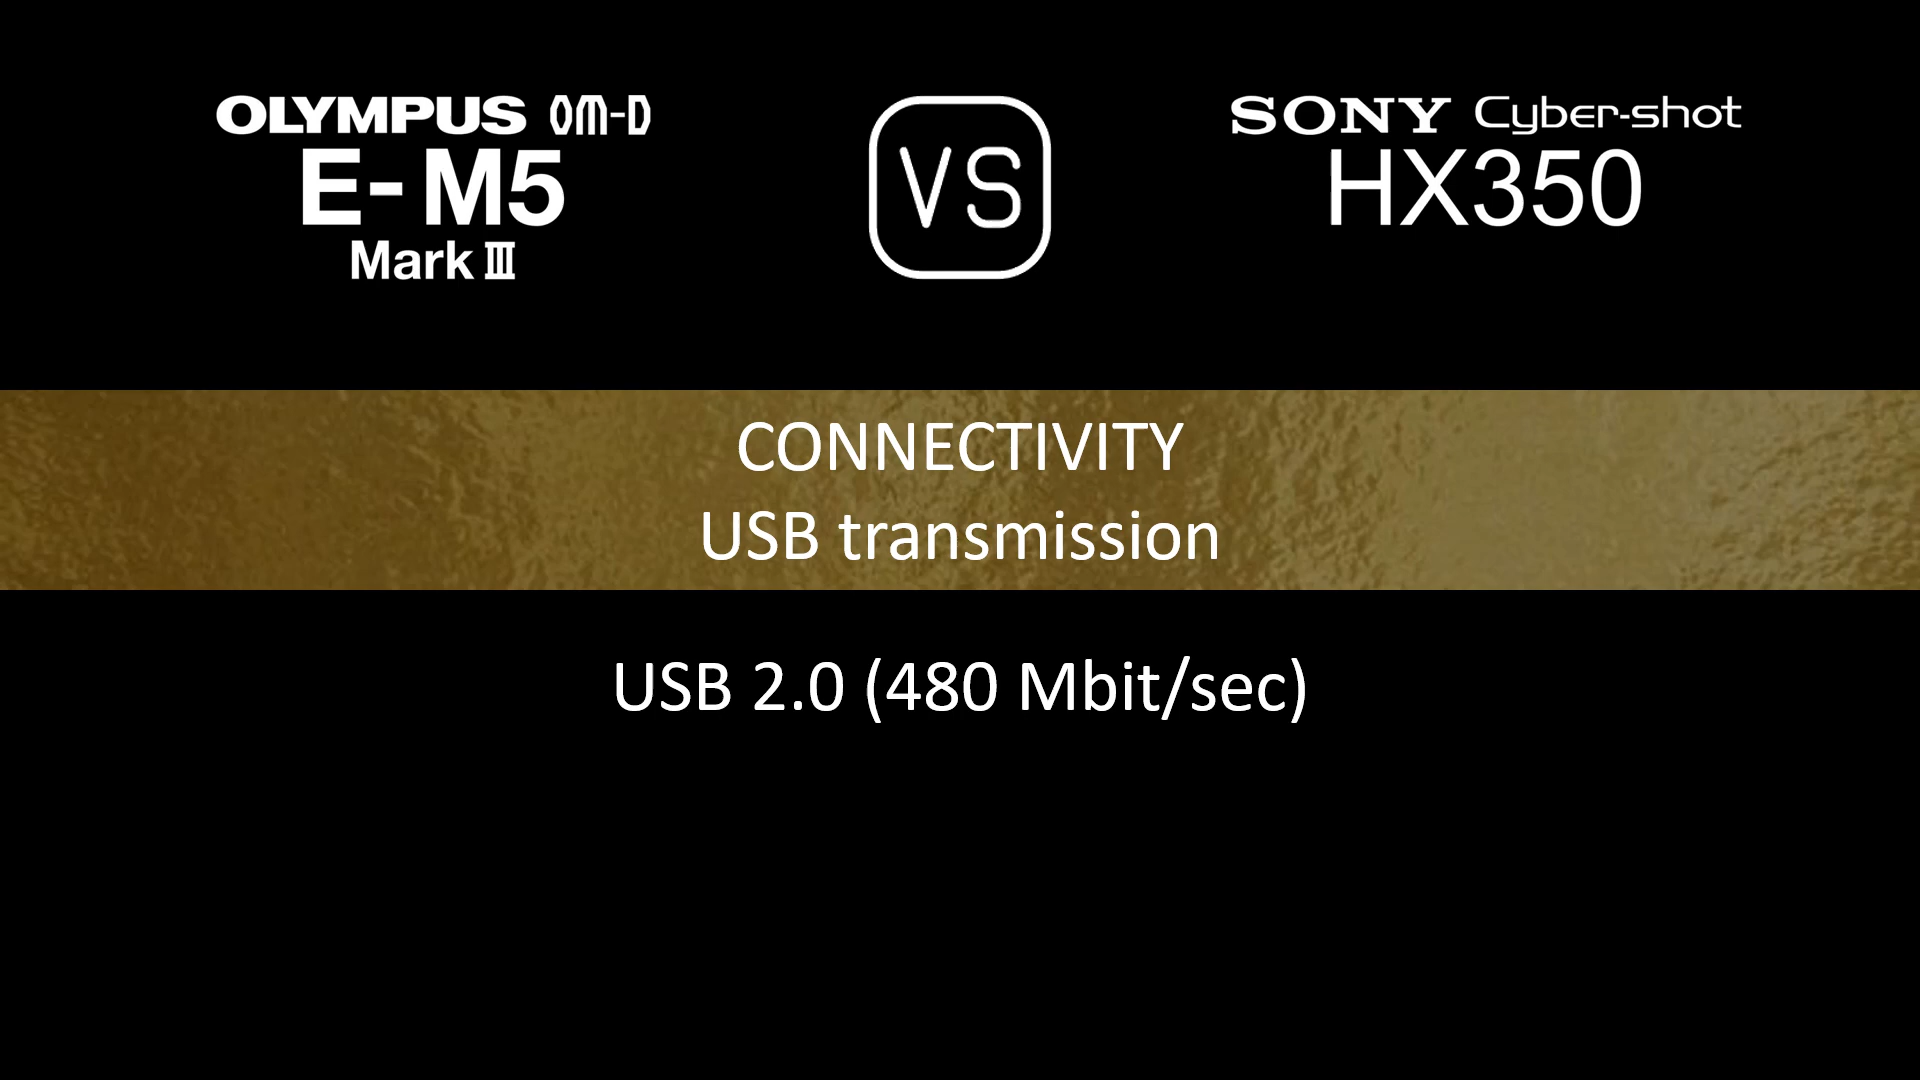 OLYMPUS OM-D
E-M5
Mark III
VS
SONY Cyber-shot
HX350
CONNECTIVITY
USB transmission
USB 2.0 (480 Mbit/sec)